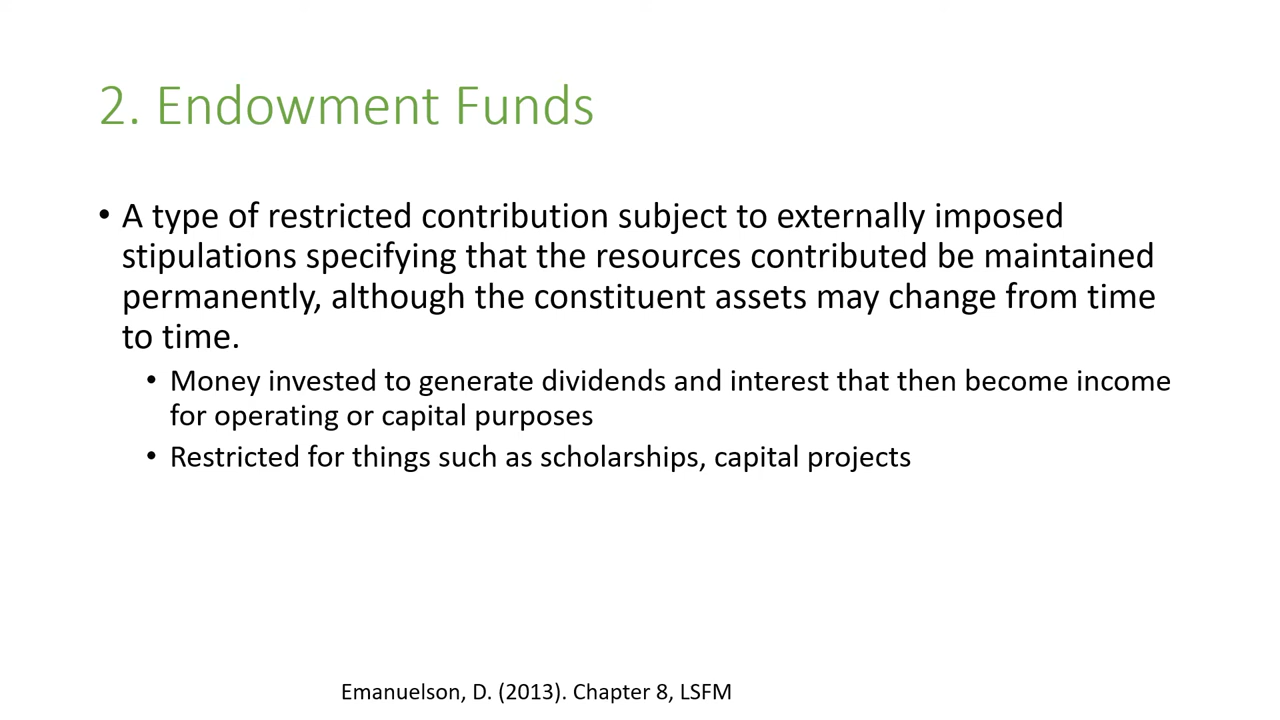 2. Endowment Funds
• A type of restricted contribution subject to externally imposed
stipulations specifying that the resources contributed be maintained
permanently, although the constituent assets may change from time
to time.
• Money invested to generate dividends and interest that then become income
for operating or capital purposes
• Restricted for things such as scholarships, capital projects
Emanuelson, D. (2013). Chapter 8, LSFM